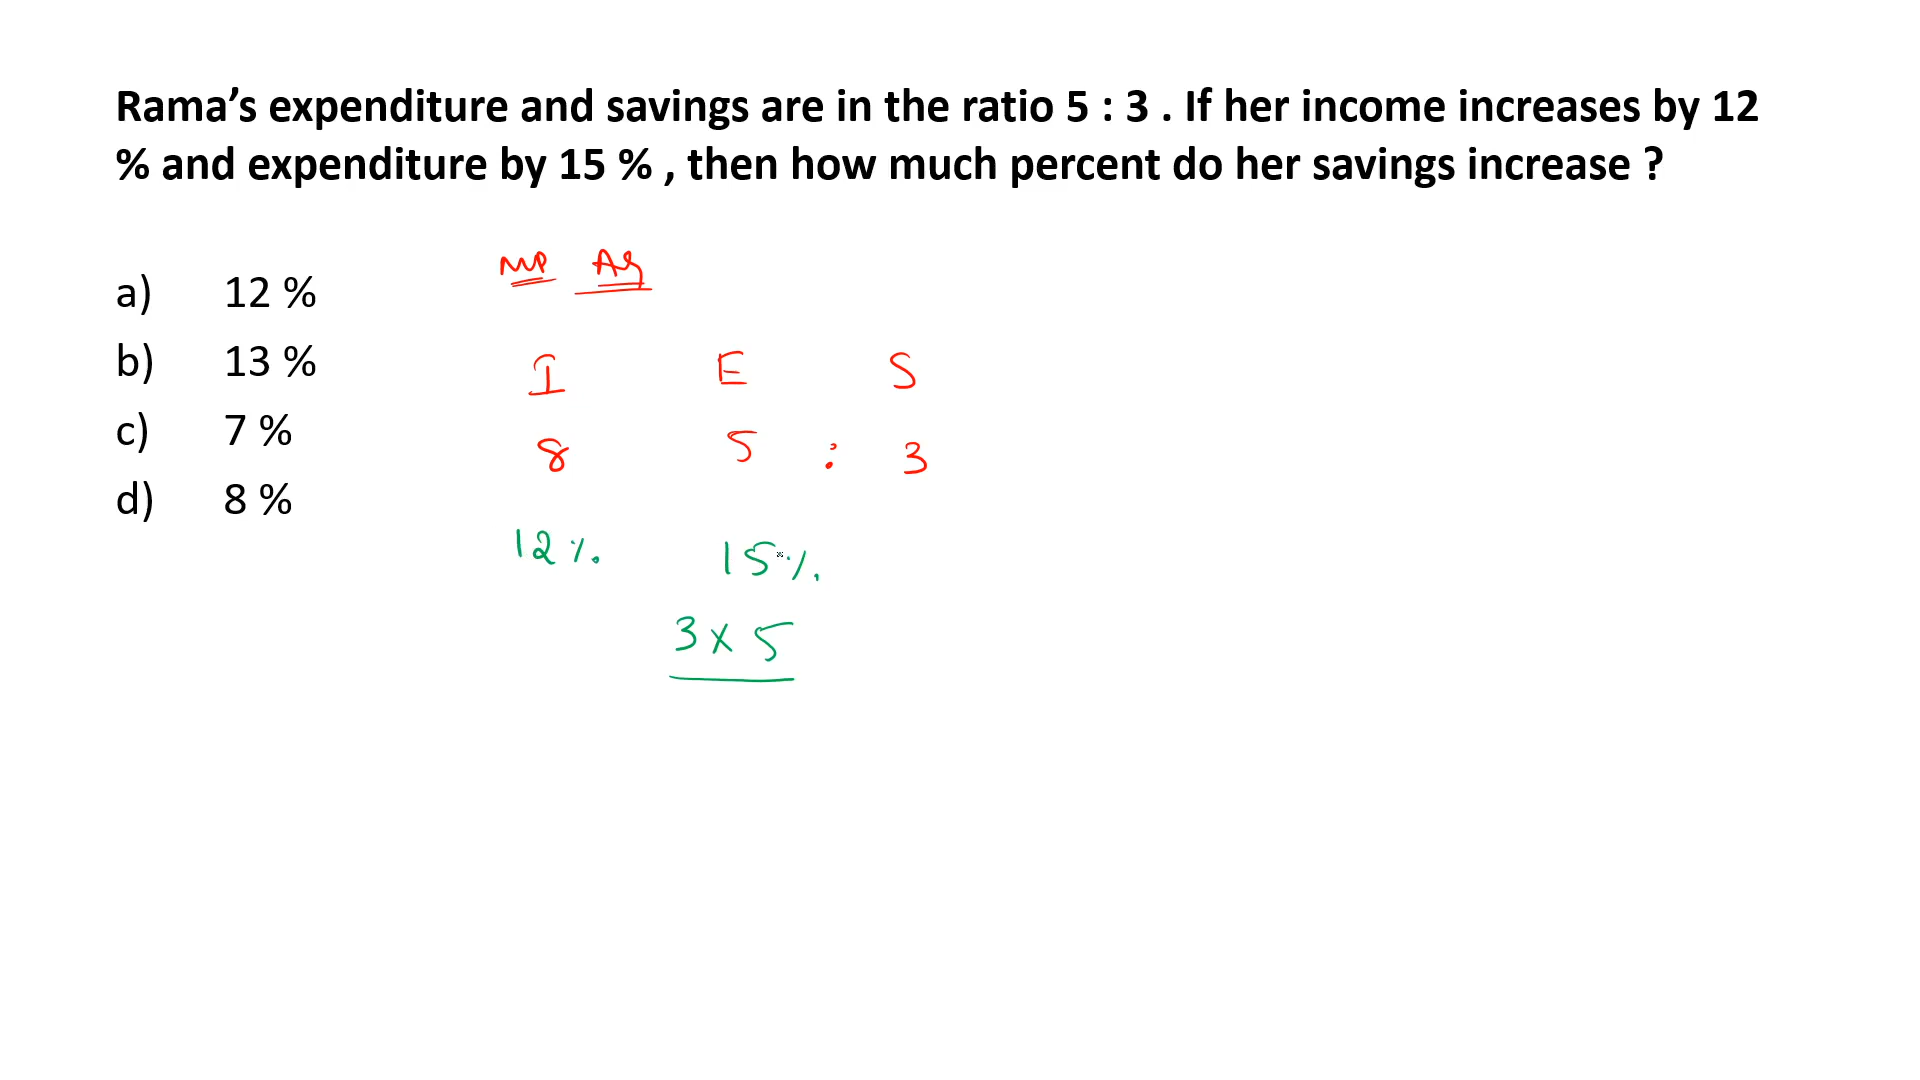 Rama’s expenditure and savings are in the ratio 5 : 3 . If her income increases by 12
% and expenditure by 15 % , then how much percent do her savings increase ?
a) 12 %
b) 13 %
c) 7 %
d) 8 %
MP
I E S
8 5 : 3
12 %. 15 %.
3 x 5